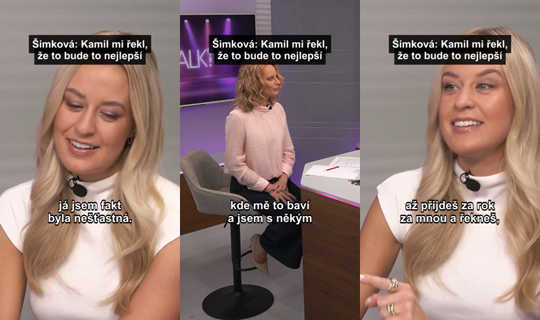 Šimková: Kamil mi řekl,
že to bude to nejlepší
já jsem fakt
byla nešťastná.
Šimková: Kamil mi řekl,
že to bude to nejlepší
ALK
kde mě to baví
a jsem s někým
Šimková: Kamil mi řekl,
že to bude to nejlepší
až přijdeš za rok
za mnou a řekneš,